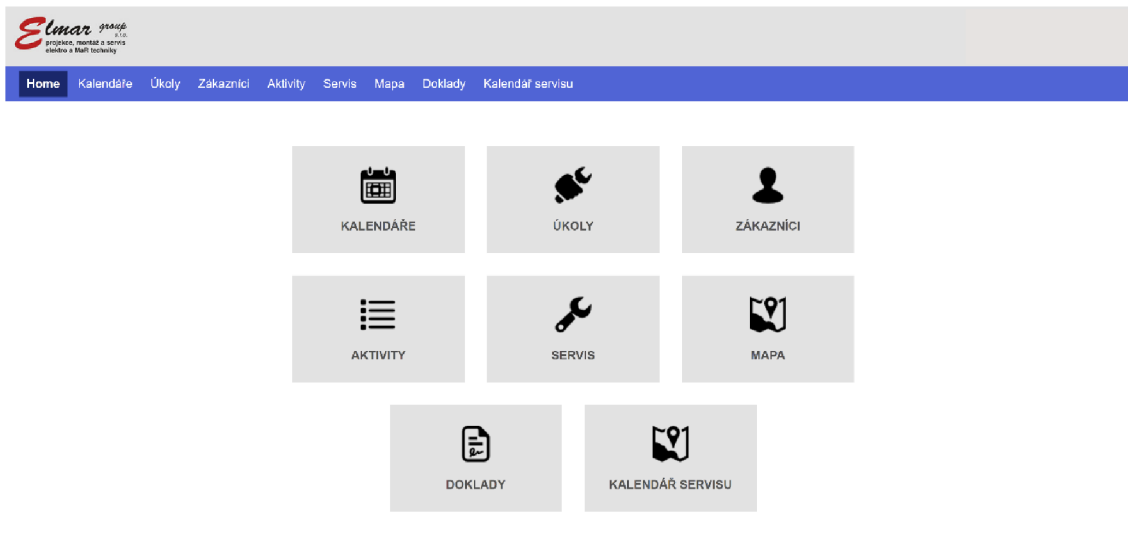 Elmar group
s.r.o.
projekce, montáž a servis
elektro a MaR techniky
Home Kalendáře Úkoly Zákazníci Aktivity Servis Mapa Doklady Kalendář servisu
KALENDÁŘE ÚKOLY ZÁKAZNÍCI
AKTIVITY SERVIS MAPA
DOKLADY KALENDÁŘ SERVISU